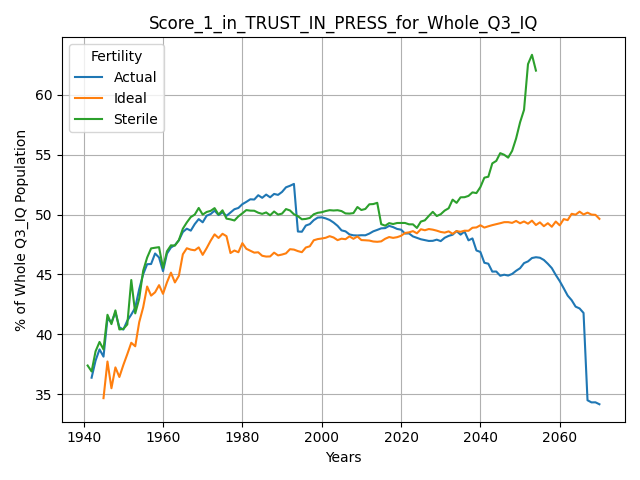 Score_1_in_TRUST_IN_PRESS_for_Whole_Q3_IQ
Fertility
Actual
Ideal
Sterile
% of Whole Q3_IQ Population
60
55
50
45
40
35
1940
1960
1980
2000
2020
2040
2060
Years